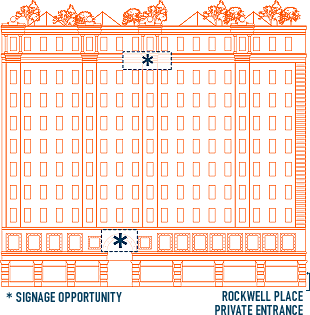 *
*
* SIGNAGE OPPORTUNITY
ROCKWELL PLACE
PRIVATE ENTRANCE